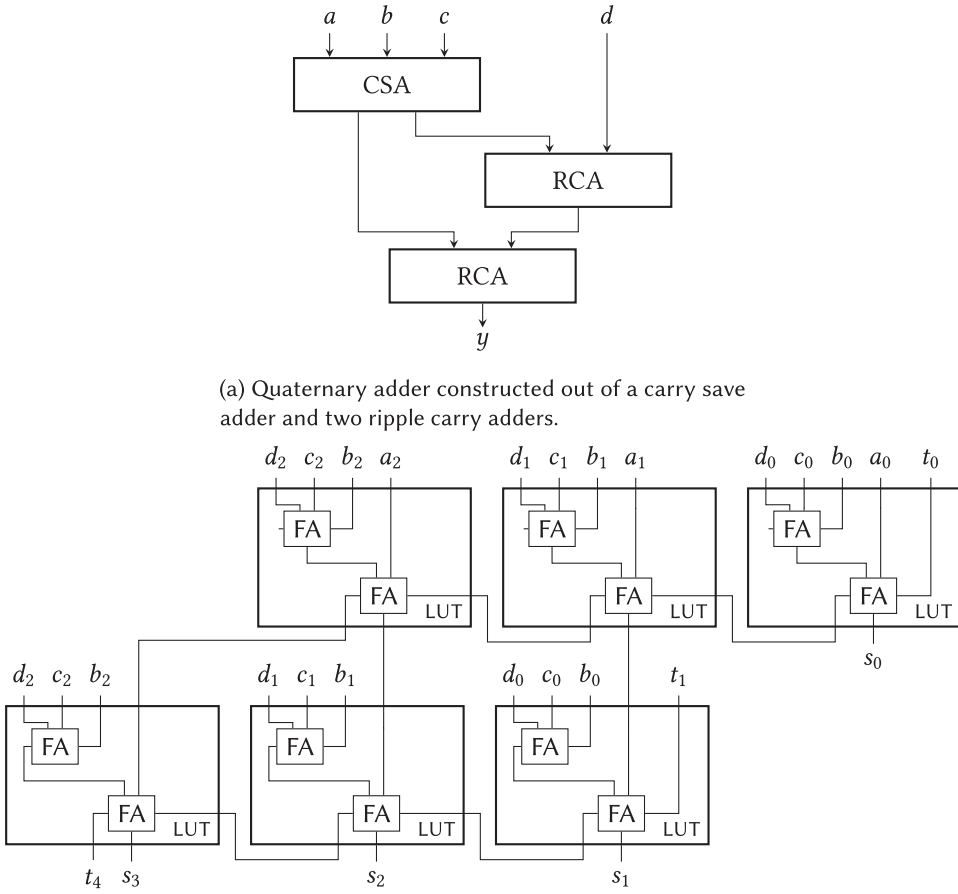 a b c d
CSA
RCA
RCA
y
(a) Quaternary adder constructed out of a carry save
adder and two ripple carry adders.
d₂ c₂ b₂ a₂ d₁ c₁ b₁ a₁ d₀ c₀ b₀ a₀ t₀
FA FA FA
FA FA FA
LUT LUT LUT
s₀
d₂ c₂ b₂ d₁ c₁ b₁ d₀ c₀ b₀ t₁
FA FA FA
FA FA FA
LUT LUT LUT
t₄ s₃ s₂ s₁